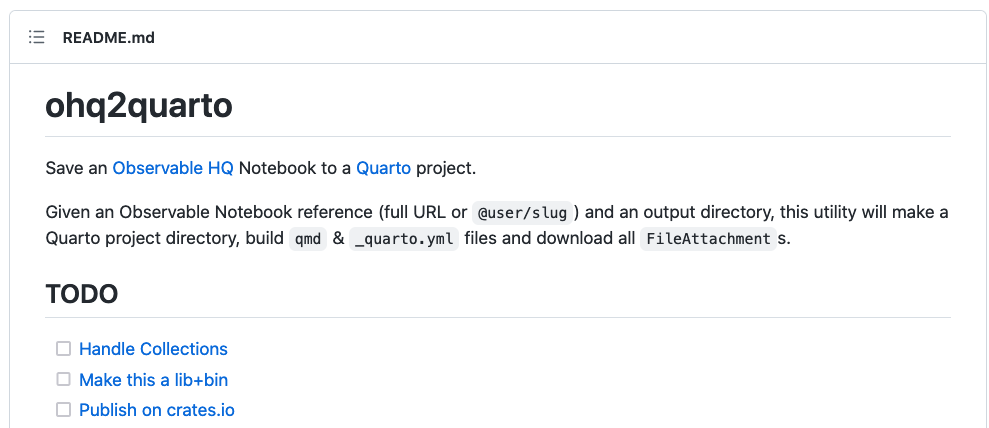 README.md
ohq2quarto
Save an Observable HQ Notebook to a Quarto project.
Given an Observable Notebook reference (full URL or @user/slug) and an output directory, this utility will make a
Quarto project directory, build qmd & _quarto.yml files and download all FileAttachments.
TODO
Handle Collections
Make this a lib+bin
Publish on crates.io